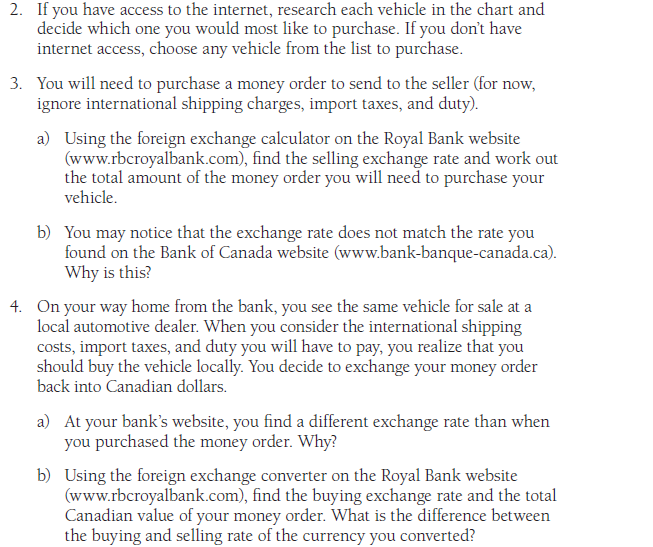 2. If you have access to the internet, research each vehicle in the chart and
decide which one you would most like to purchase. If you don't have
internet access, choose any vehicle from the list to purchase.
3. You will need to purchase a money order to send to the seller (for now,
ignore international shipping charges, import taxes, and duty).
a) Using the foreign exchange calculator on the Royal Bank website
(www.rbcroyalbank.com), find the selling exchange rate and work out
the total amount of the money order you will need to purchase your
vehicle.
b) You may notice that the exchange rate does not match the rate you
found on the Bank of Canada website (www.bank-banque-canada.ca).
Why is this?
4. On your way home from the bank, you see the same vehicle for sale at a
local automotive dealer. When you consider the international shipping
costs, import taxes, and duty you will have to pay, you realize that you
should buy the vehicle locally. You decide to exchange your money order
back into Canadian dollars.
a) At your bank's website, you find a different exchange rate than when
you purchased the money order. Why?
b) Using the foreign exchange converter on the Royal Bank website
(www.rbcroyalbank.com), find the buying exchange rate and the total
Canadian value of your money order. What is the difference between
the buying and selling rate of the currency you converted?